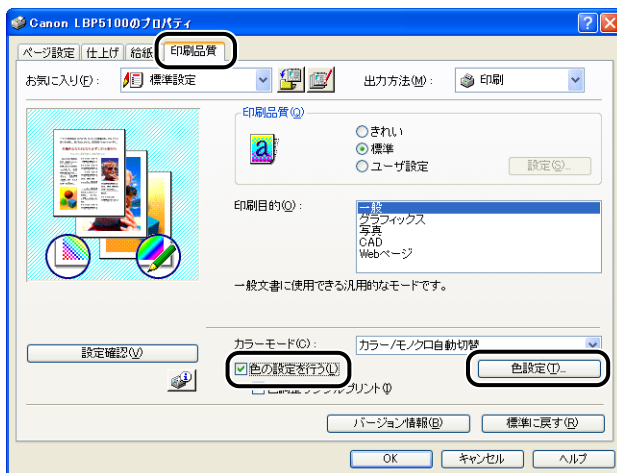 Canon LBP5100のプロパティ
ページ設定 仕上げ 給紙 印刷品質
お気に入り(F): 標準設定 出力方法(M): 印刷
印刷品質(Q)
きれい
標準
ユーザ設定 設定(S)...
印刷目的(O):
一般
グラフィックス
写真
CAD
Webページ
一般文書に使用できる汎用的なモードです。
カラーモード(C): カラー/モノクロ自動切替
設定確認(V)
色の設定を行う(L) 色設定(T)...
バージョン情報(B) 標準に戻す(R)
OK キャンセル ヘルプ